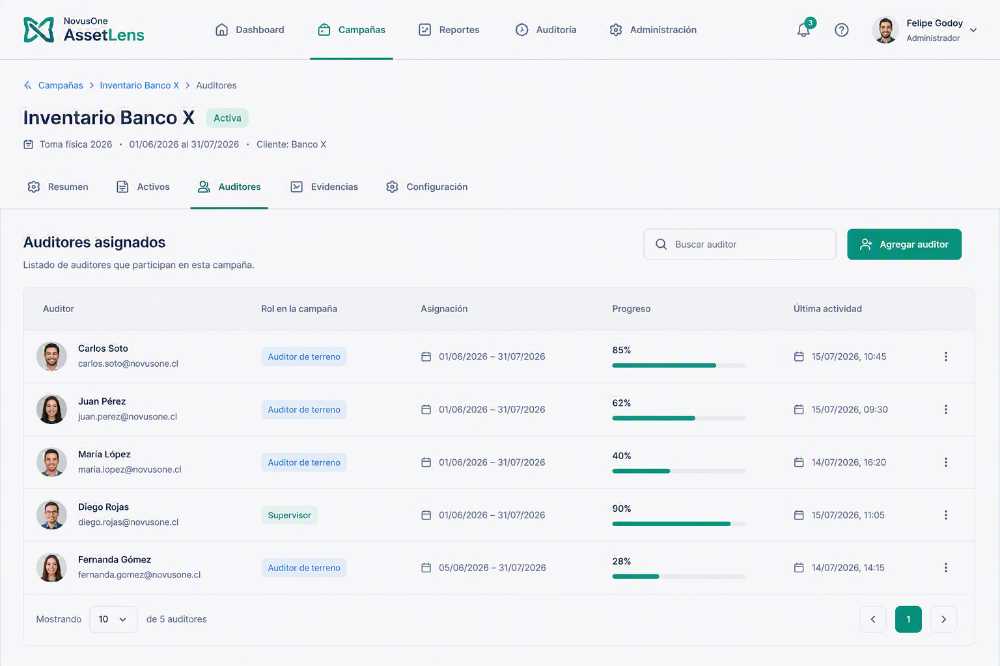 NovusOne
AssetLens
Dashboard
Campañas
Reportes
Auditoría
Administración
3
Felipe Godoy
Administrador
Campañas > Inventario Banco X > Auditores
Inventario Banco X
Activa
Toma física 2026 • 01/06/2026 al 31/07/2026 • Cliente: Banco X
Resumen
Activos
Auditores
Evidencias
Configuración
Auditores asignados
Listado de auditores que participan en esta campaña.
Buscar auditor
Agregar auditor
Auditor
Rol en la campaña
Asignación
Progreso
Última actividad
Carlos Soto
carlos.soto@novusone.cl
Auditor de terreno
01/06/2026 – 31/07/2026
85%
15/07/2026, 10:45
Juan Pérez
juan.perez@novusone.cl
Auditor de terreno
01/06/2026 – 31/07/2026
62%
15/07/2026, 09:30
María López
maria.lopez@novusone.cl
Auditor de terreno
01/06/2026 – 31/07/2026
40%
14/07/2026, 16:20
Diego Rojas
diego.rojas@novusone.cl
Supervisor
01/06/2026 – 31/07/2026
90%
15/07/2026, 11:05
Fernanda Gómez
fernanda.gomez@novusone.cl
Auditor de terreno
05/06/2026 – 31/07/2026
28%
14/07/2026, 14:15
Mostrando 10 de 5 auditores
1